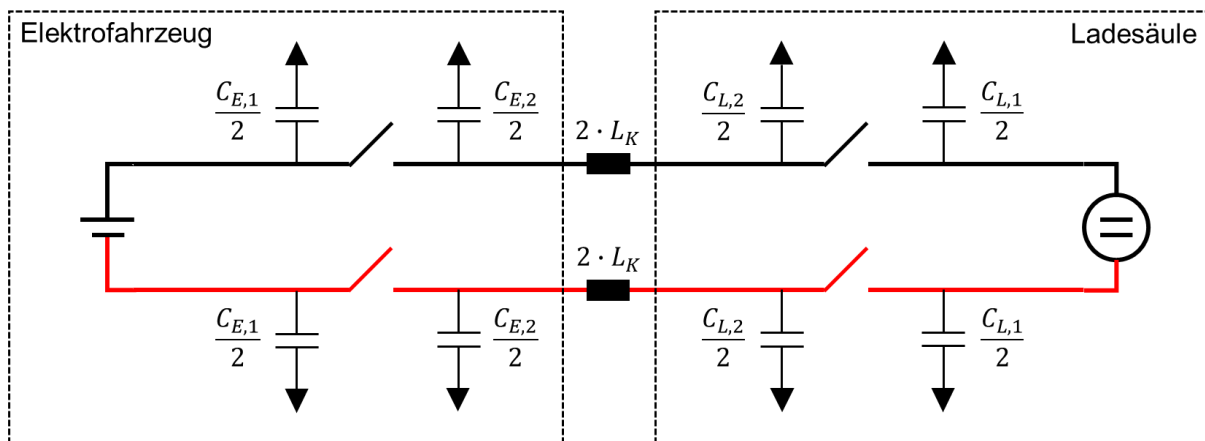 Elektrofahrzeug
Ladesäule
C_{E,1}/2
C_{E,2}/2
2 · L_K
C_{L,2}/2
C_{L,1}/2
2 · L_K
C_{E,1}/2
C_{E,2}/2
C_{L,2}/2
C_{L,1}/2